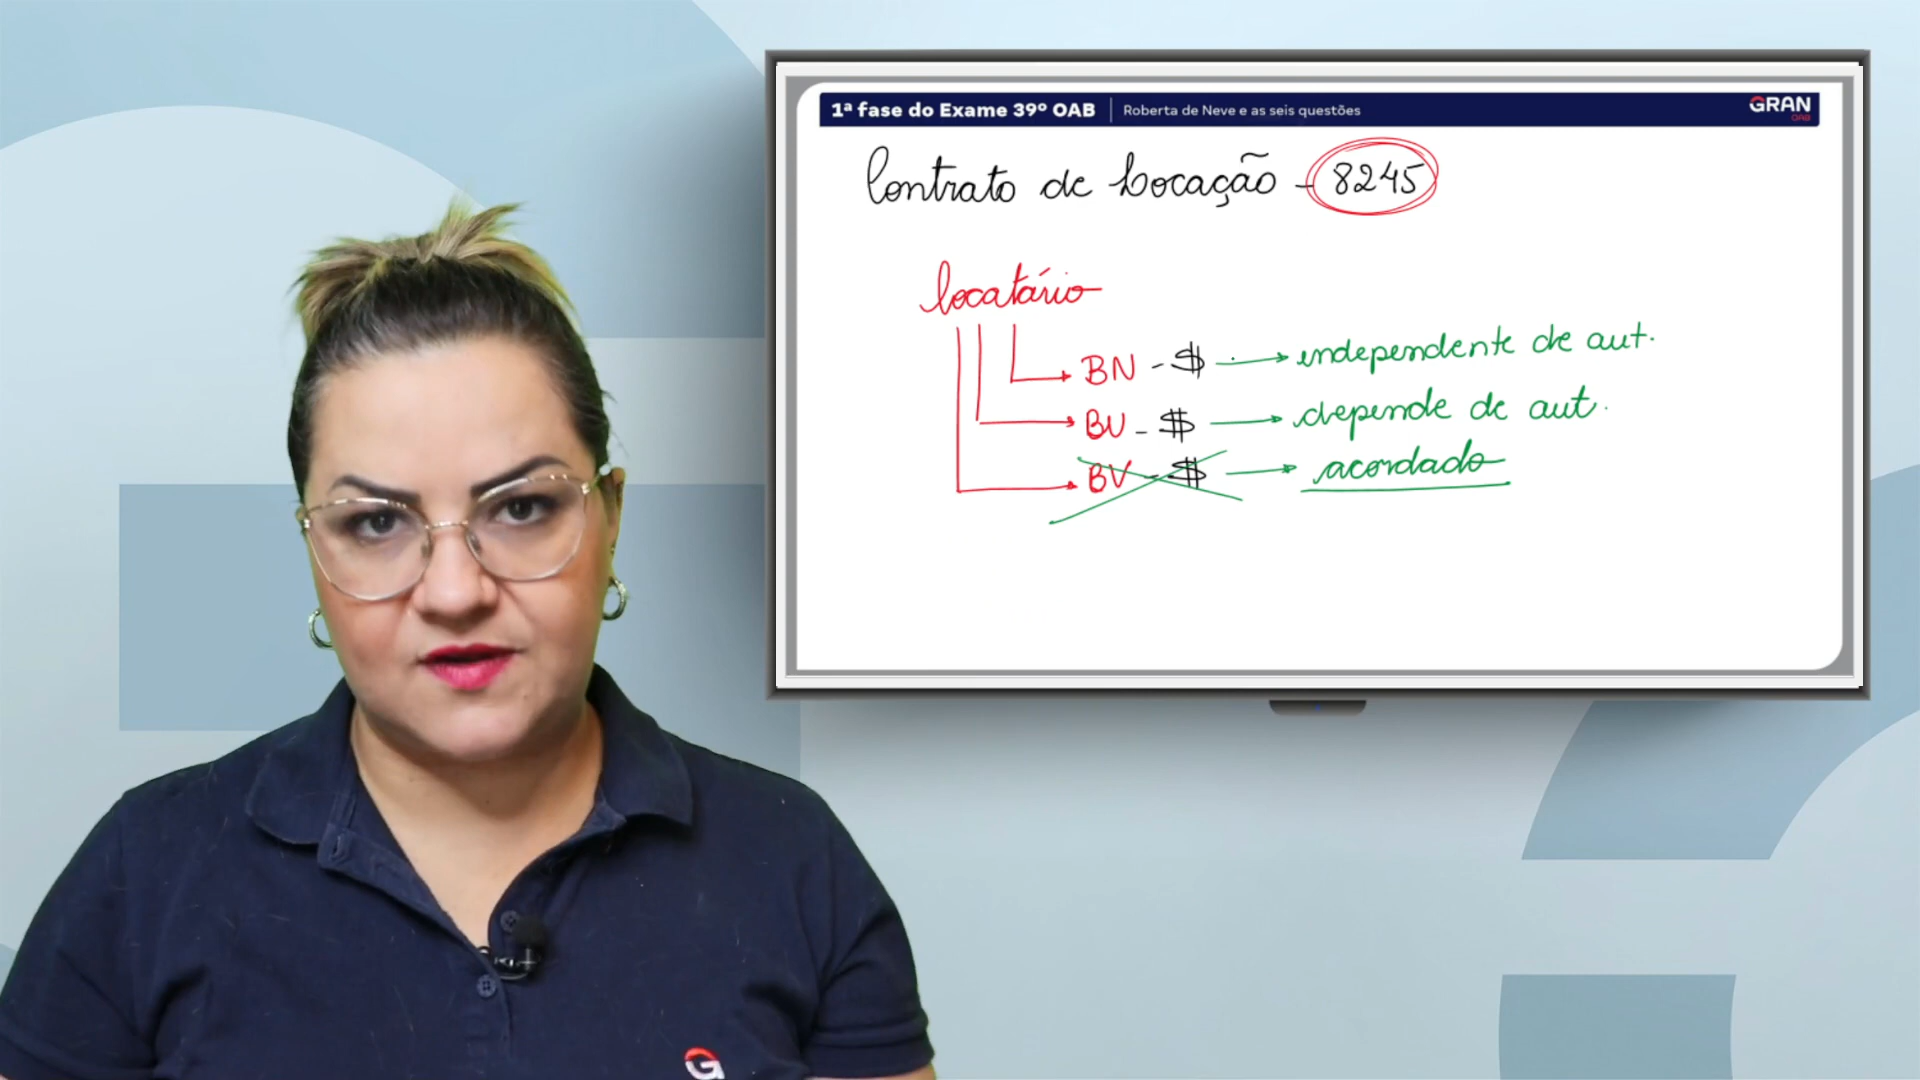 1ª fase do Exame 39º OAB | Roberta de Neve e as seis questões
GRAN
OAB
Contrato de Locação - 8245
locatário
BN - $ → independente de aut.
BU - $ → depende de aut.
BV - $ → acordado
G